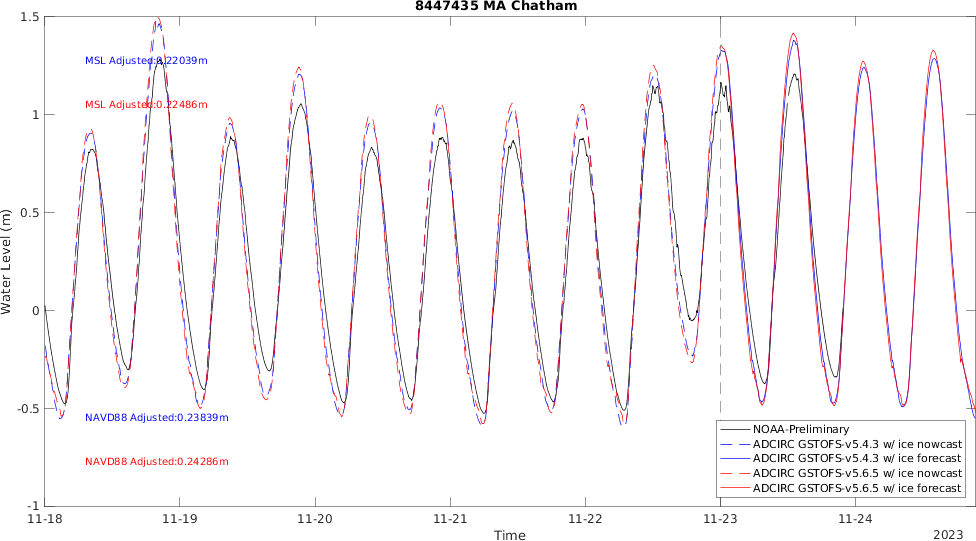 8447435 MA Chatham
1.5
MSL Adjusted:0.22039m
MSL Adjusted:0.22486m
1
0.5
Water Level (m)
0
-0.5
NAVD88 Adjusted:0.23839m
NAVD88 Adjusted:0.24286m
NOAA-Preliminary
ADCIRC GSTOFS-v5.4.3 w/ ice nowcast
ADCIRC GSTOFS-v5.4.3 w/ ice forecast
ADCIRC GSTOFS-v5.6.5 w/ ice nowcast
ADCIRC GSTOFS-v5.6.5 w/ ice forecast
-1
11-18 11-19 11-20 11-21 11-22 11-23 11-24
Time
2023